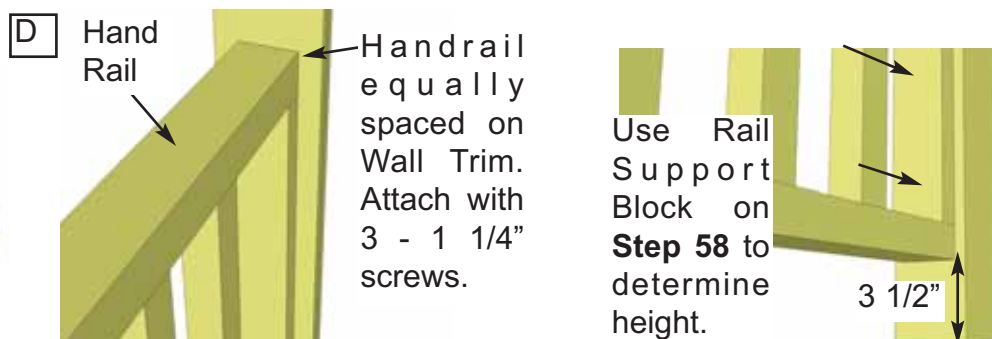 D
Hand
Rail
Handrail
equally
spaced on
Wall Trim.
Attach with
3 - 1 1/4”
screws.
Use Rail
Support
Block on
Step 58 to
determine
height.
3 1/2”